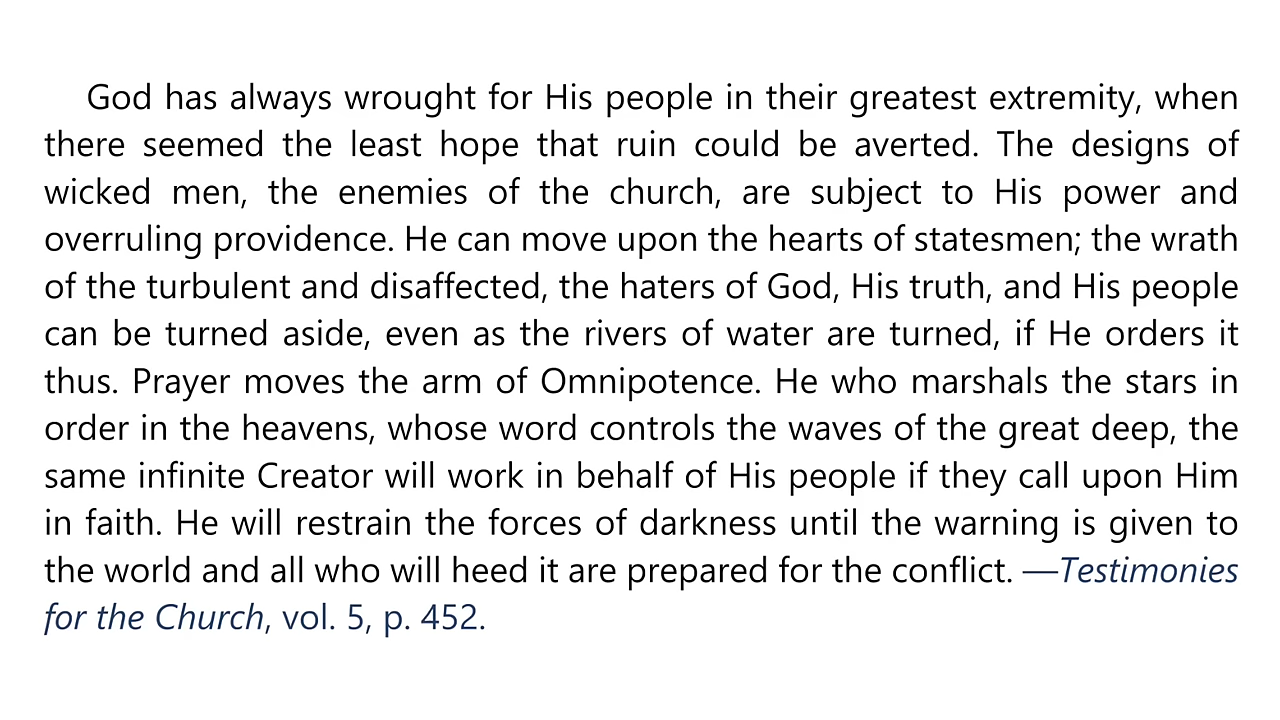 God has always wrought for His people in their greatest extremity, when
there seemed the least hope that ruin could be averted. The designs of
wicked men, the enemies of the church, are subject to His power and
overruling providence. He can move upon the hearts of statesmen; the wrath
of the turbulent and disaffected, the haters of God, His truth, and His people
can be turned aside, even as the rivers of water are turned, if He orders it
thus. Prayer moves the arm of Omnipotence. He who marshals the stars in
order in the heavens, whose word controls the waves of the great deep, the
same infinite Creator will work in behalf of His people if they call upon Him
in faith. He will restrain the forces of darkness until the warning is given to
the world and all who will heed it are prepared for the conflict. —Testimonies
for the Church, vol. 5, p. 452.